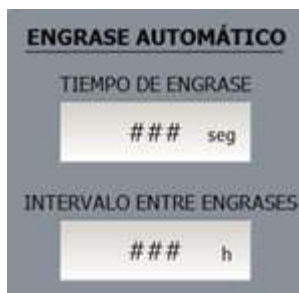 ENGRASE AUTOMÁTICO
TIEMPO DE ENGRASE
### seg
INTERVALO ENTRE ENGRASES
### h